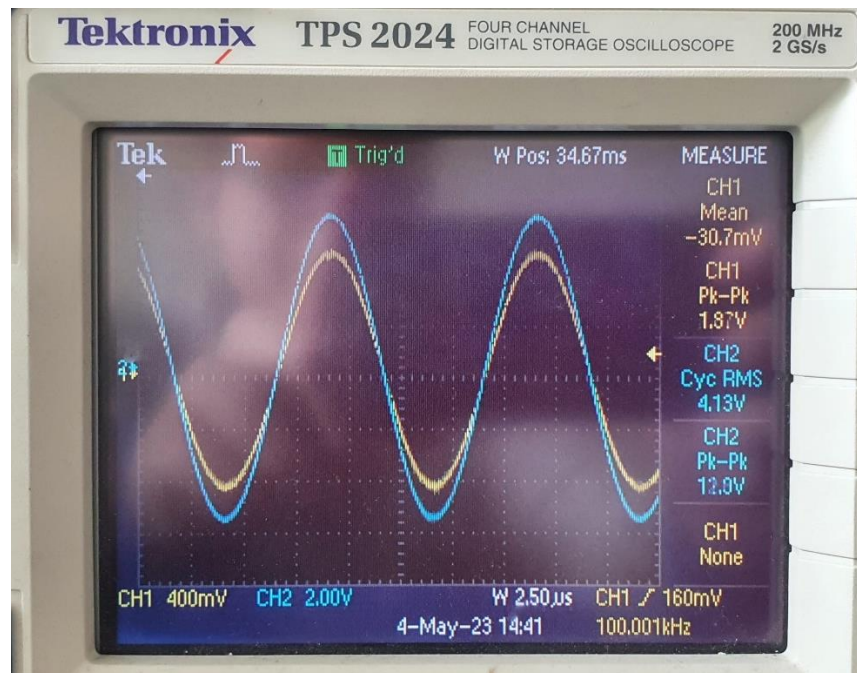 Tektronix TPS 2024 FOUR CHANNEL DIGITAL STORAGE OSCILLOSCOPE 200 MHz 2 GS/s
Tek T Trig'd W Pos: 34.67ms MEASURE
CH1
Mean
-30.7mV
CH1
Pk-Pk
1.87V
CH2
Cyc RMS
4.13V
CH2
Pk-Pk
12.9V
CH1
None
CH1 400mV CH2 2.00V W 2.50µs CH1 160mV
4-May-23 14:41 100.001kHz